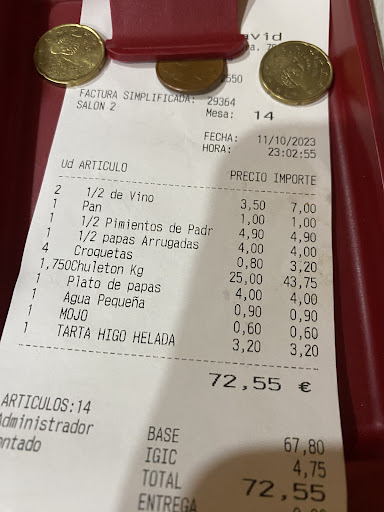 avid
2550
FACTURA SIMPLIFICADA: 29364
SALON 2 Mesa: 14
FECHA: 11/10/2023
HORA: 23:02:55
Ud ARTICULO PRECIO IMPORTE
2 1/2 de Vino 3,50 7,00
1 Pan 1,00 1,00
1 1/2 Pimientos de Padr 4,90 4,90
1 1/2 papas Arrugadas 4,00 4,00
4 Croquetas 0,80 3,20
1,750Chuleton Kg 25,00 43,75
1 Plato de papas 4,00 4,00
1 Agua Pequeña 0,90 0,90
1 MOJO 0,60 0,60
1 TARTA HIGO HELADA 3,20 3,20
72,55 €
ARTICULOS:14
Administrador
ontado
BASE 67,80
IGIC 4,75
TOTAL 72,55
ENTREGA